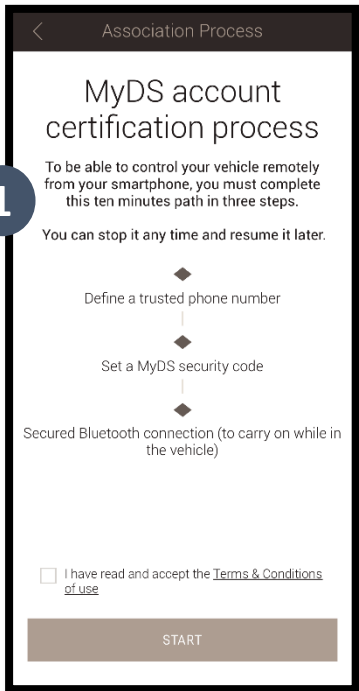 Association Process
MyDS account
certification process
To be able to control your vehicle remotely
from your smartphone, you must complete
this ten minutes path in three steps.
1
You can stop it any time and resume it later.
Define a trusted phone number
Set a MyDS security code
Secured Bluetooth connection (to carry on while in
the vehicle)
I have read and accept the Terms & Conditions
of use
START